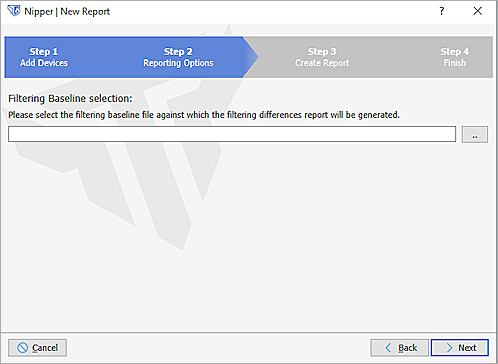 Nipper | New Report
? X
Step 1 Step 2 Step 3 Step 4
Add Devices Reporting Options Create Report Finish
Filtering Baseline selection:
Please select the filtering baseline file against which the filtering differences report will be generated.
..
Cancel Back Next